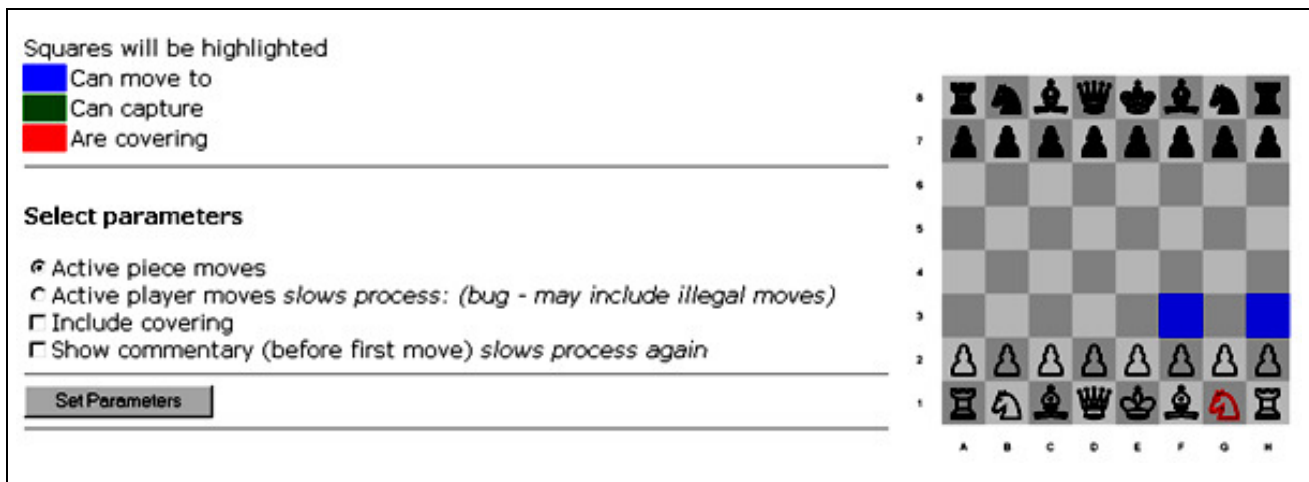 Squares will be highlighted
Can move to
Can capture
Are covering
Select parameters
Active piece moves
Active player moves slows process: (bug - may include illegal moves)
Include covering
Show commentary (before first move) slows process again
Set Parameters
8
7
6
5
4
3
2
1
A B C D E F G H